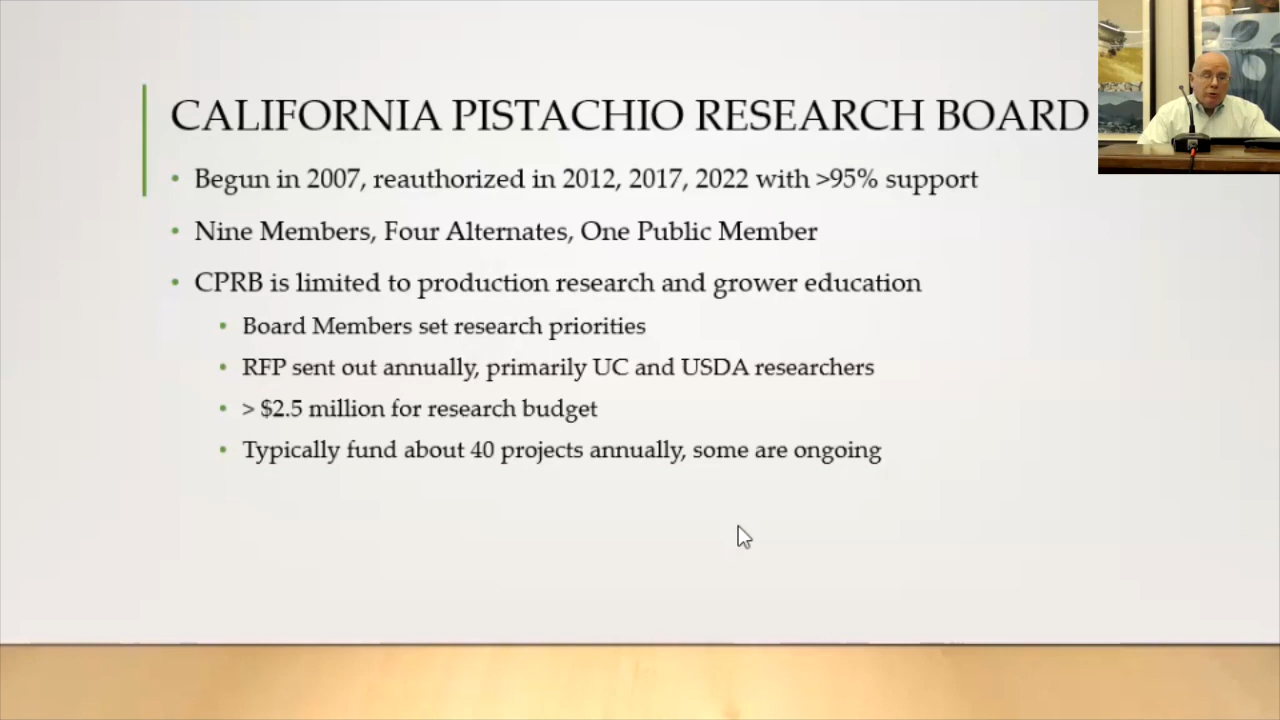 CALIFORNIA PISTACHIO RESEARCH BOARD
• Begun in 2007, reauthorized in 2012, 2017, 2022 with >95% support
• Nine Members, Four Alternates, One Public Member
• CPRB is limited to production research and grower education
• Board Members set research priorities
• RFP sent out annually, primarily UC and USDA researchers
• > $2.5 million for research budget
• Typically fund about 40 projects annually, some are ongoing